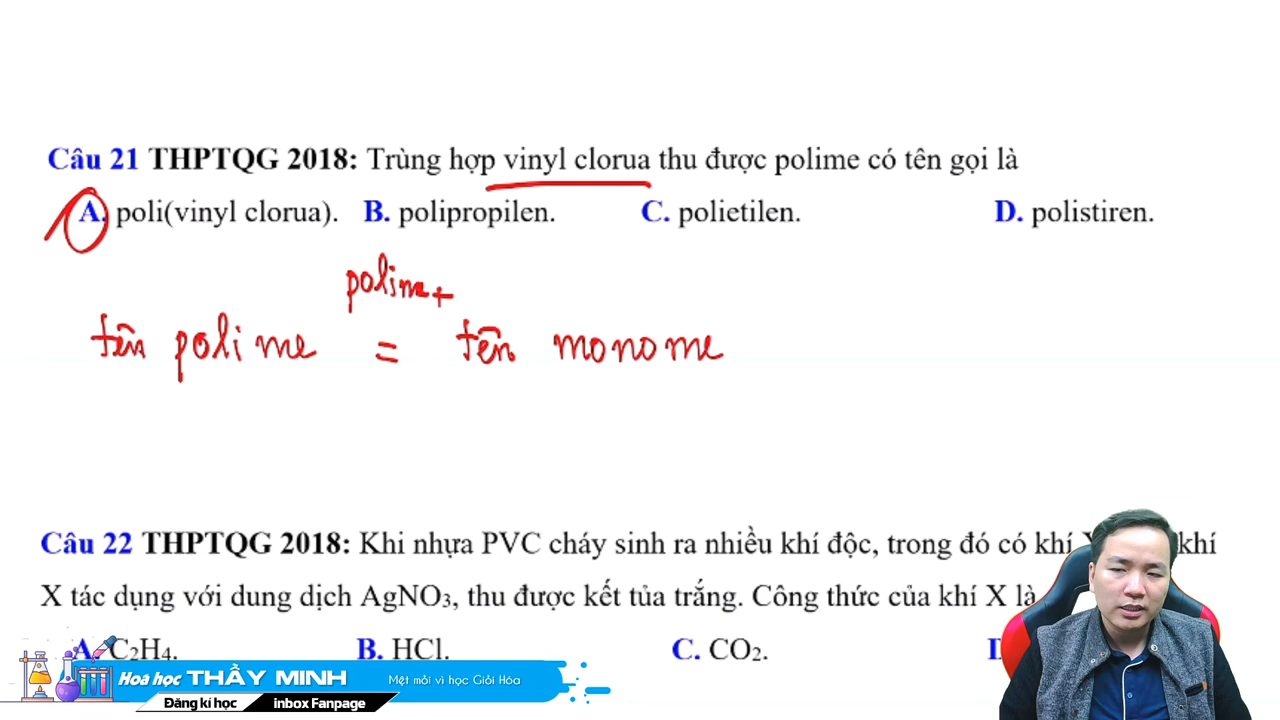 Câu 21 THPTQG 2018: Trùng hợp vinyl clorua thu được polime có tên gọi là
A. poli(vinyl clorua). B. polipropilen. C. polietilen. D. polistiren.
polime +
tên polime = tên monome
Câu 22 THPTQG 2018: Khi nhựa PVC cháy sinh ra nhiều khí độc, trong đó có khí khí
X tác dụng với dung dịch AgNO₃, thu được kết tủa trắng. Công thức của khí X là
A. C₂H₄. B. HCl. C. CO₂.
Hoá học THẦY MINH Mệt mỏi vì học Giỏi Hóa
Đăng kí học inbox Fanpage